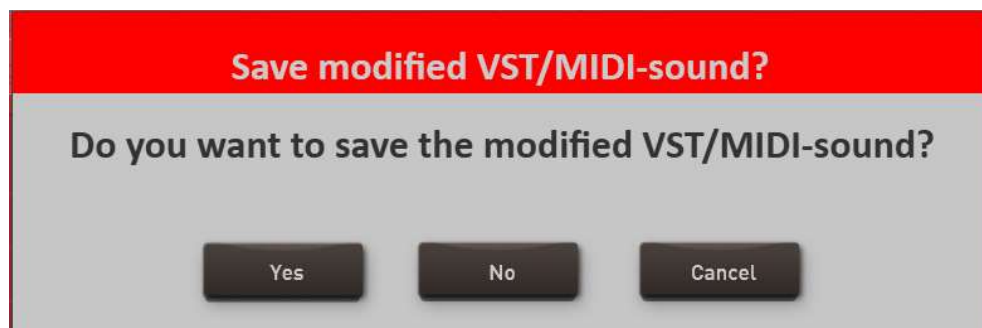 Save modified VST/MIDI-sound?
Do you want to save the modified VST/MIDI-sound?
Yes No Cancel